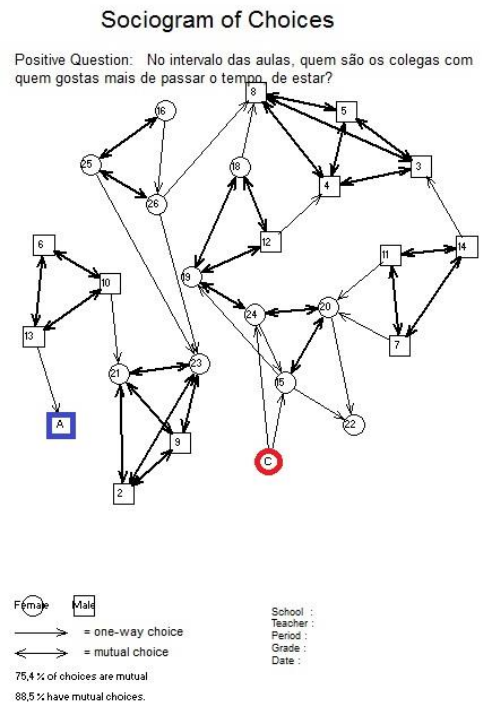 Sociogram of Choices
Positive Question: No intervalo das aulas, quem são os colegas com
quem gostas mais de passar o tempo, de estar?
8
16
5
25
18
3
4
26
6
12
14
11
10
19
24
20
13
7
23
21
15
A
22
9
C
2
Female
Male
School :
Teacher :
Period :
Grade :
Date :
= one-way choice
= mutual choice
75,4 % of choices are mutual
88,5 % have mutual choices.